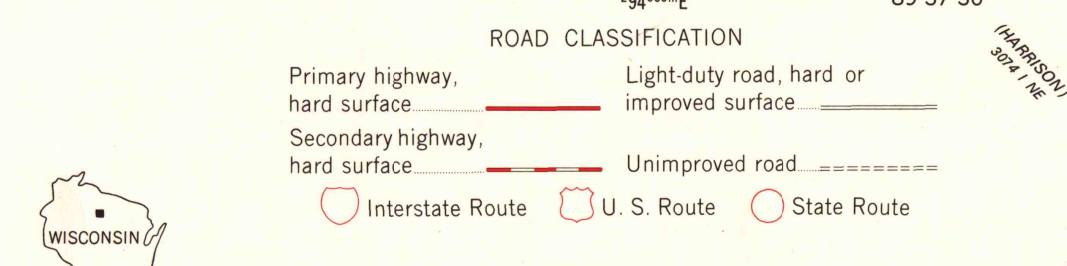 ROAD CLASSIFICATION
Primary highway,
hard surface
Light-duty road, hard or
improved surface
Secondary highway,
hard surface
Unimproved road
Interstate Route
U. S. Route
State Route
(HARRISON)
3074 I NE
WISCONSIN